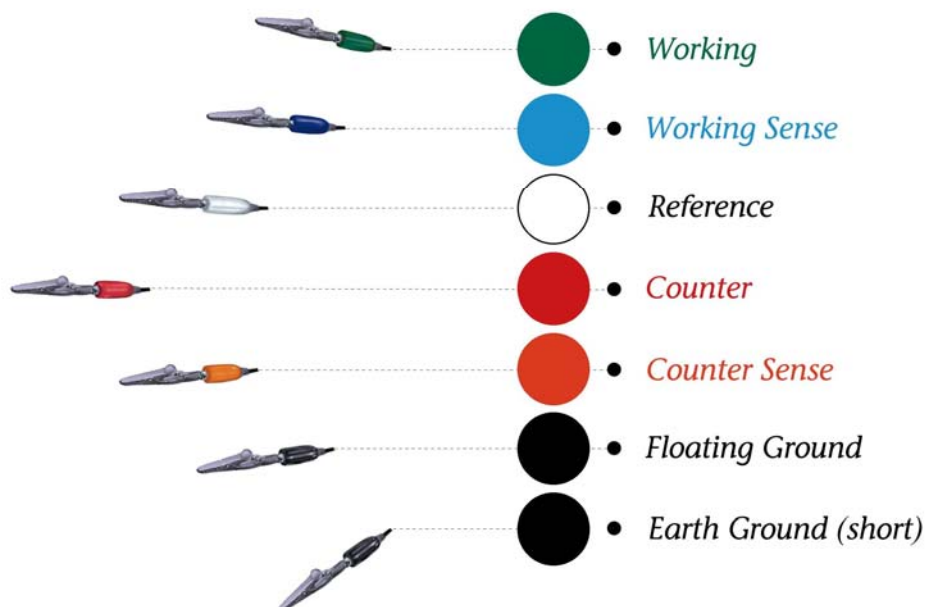 Working
Working Sense
Reference
Counter
Counter Sense
Floating Ground
Earth Ground (short)